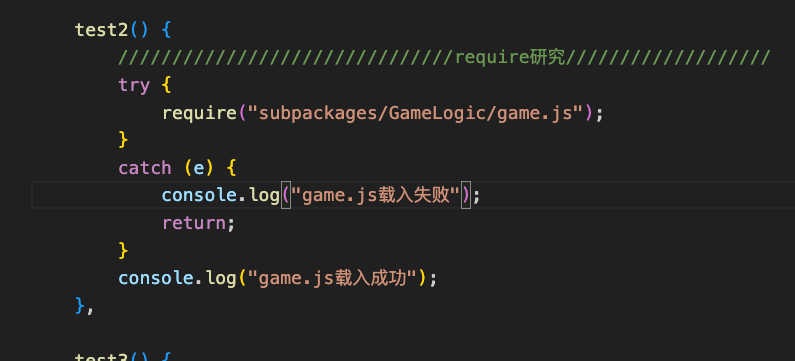 test2() {
////////////////////////////////require研究///////////////////
try {
require("subpackages/GameLogic/game.js");
}
catch (e) {
console.log("game.js载入失败");
return;
}
console.log("game.js载入成功");
},
test3() {